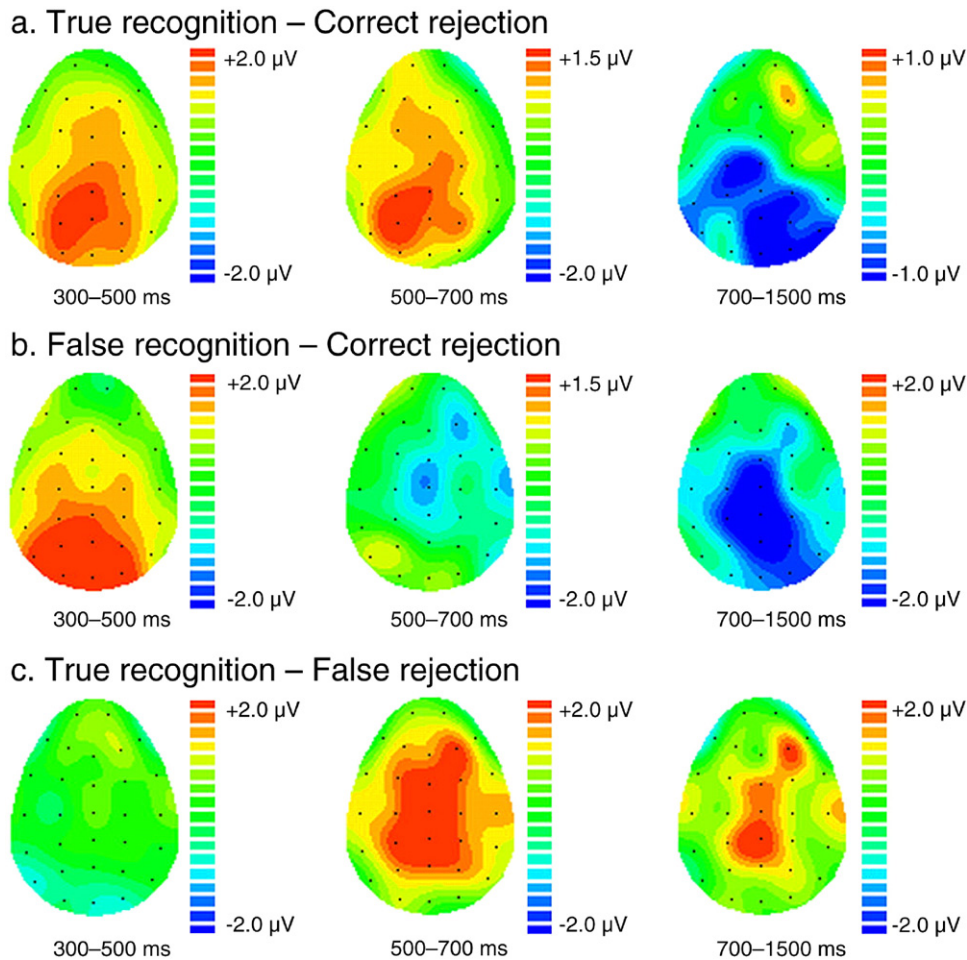 a. True recognition – Correct rejection
+2.0 µV
+1.5 µV
+1.0 µV
-2.0 µV
-2.0 µV
-1.0 µV
300–500 ms
500–700 ms
700–1500 ms
b. False recognition – Correct rejection
+2.0 µV
+1.5 µV
+2.0 µV
-2.0 µV
-2.0 µV
-2.0 µV
300–500 ms
500–700 ms
700–1500 ms
c. True recognition – False rejection
+2.0 µV
+2.0 µV
+2.0 µV
-2.0 µV
-2.0 µV
-2.0 µV
300–500 ms
500–700 ms
700–1500 ms